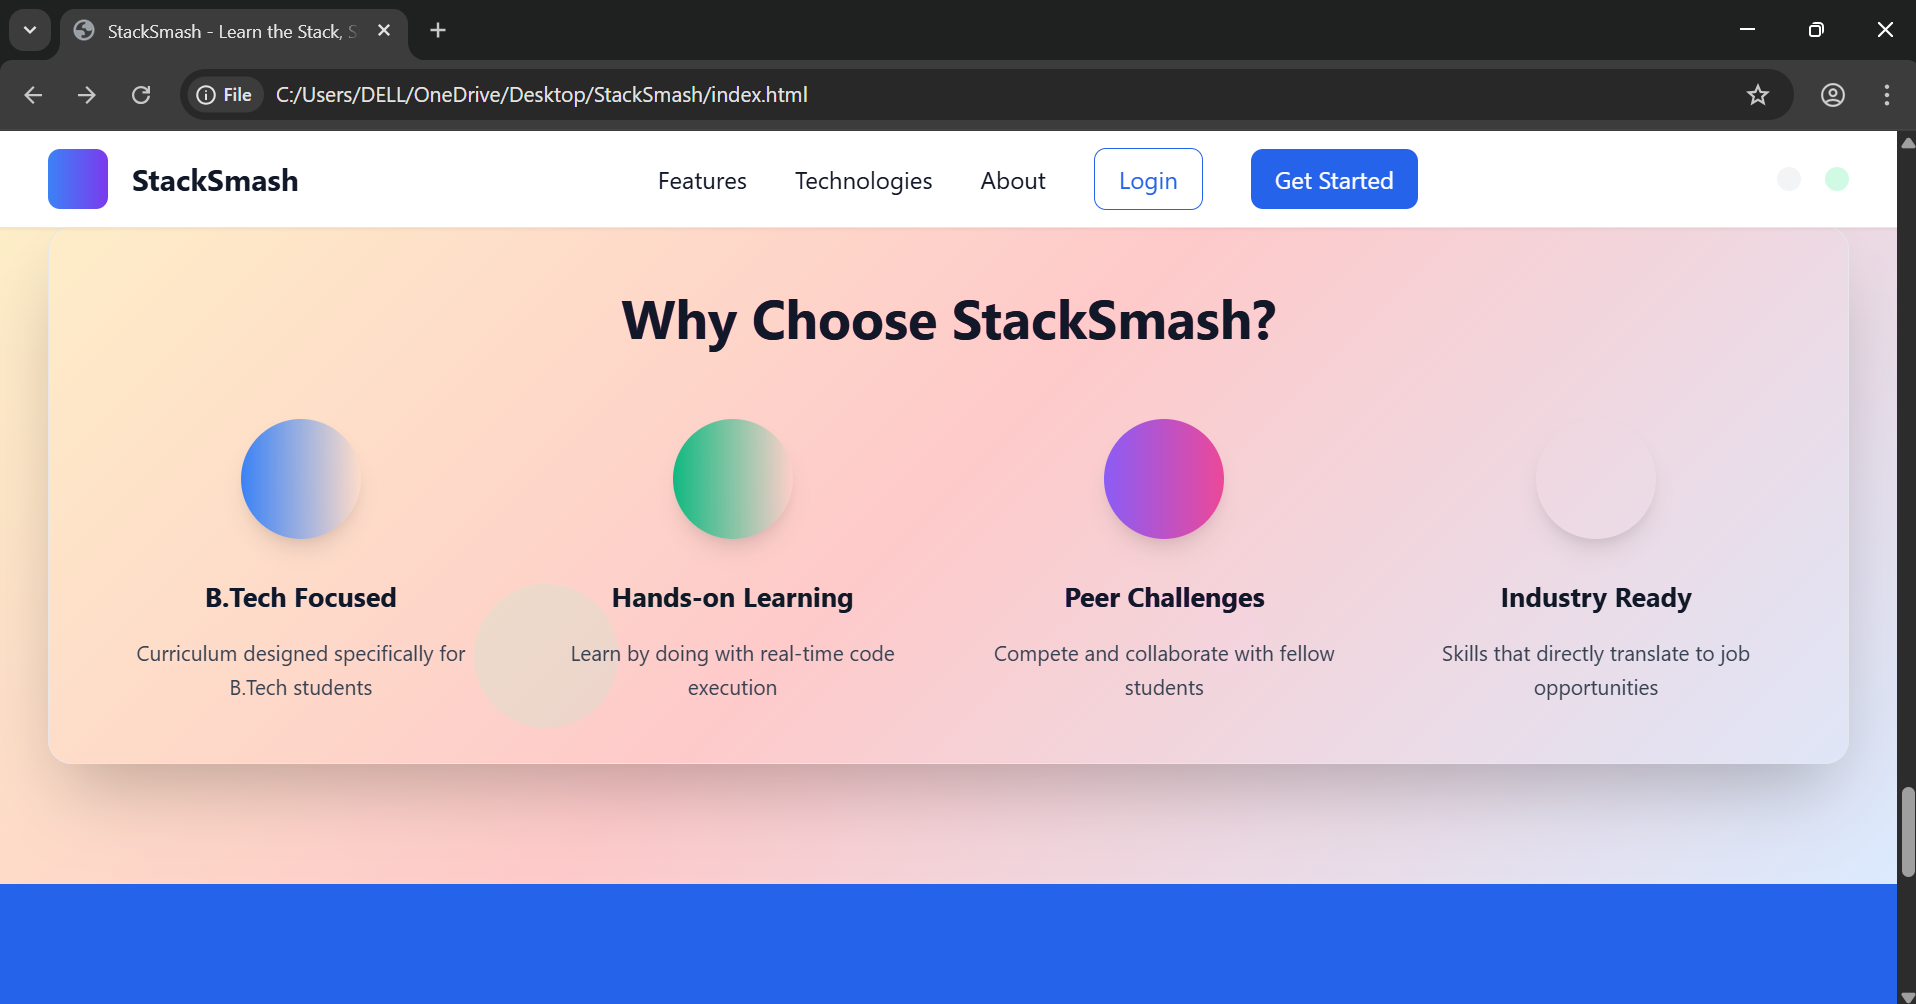 StackSmash - Learn the Stack, S
File
C:/Users/DELL/OneDrive/Desktop/StackSmash/index.html
StackSmash
Features
Technologies
About
Login
Get Started
Why Choose StackSmash?
B.Tech Focused
Curriculum designed specifically for
B.Tech students
Hands-on Learning
Learn by doing with real-time code
execution
Peer Challenges
Compete and collaborate with fellow
students
Industry Ready
Skills that directly translate to job
opportunities